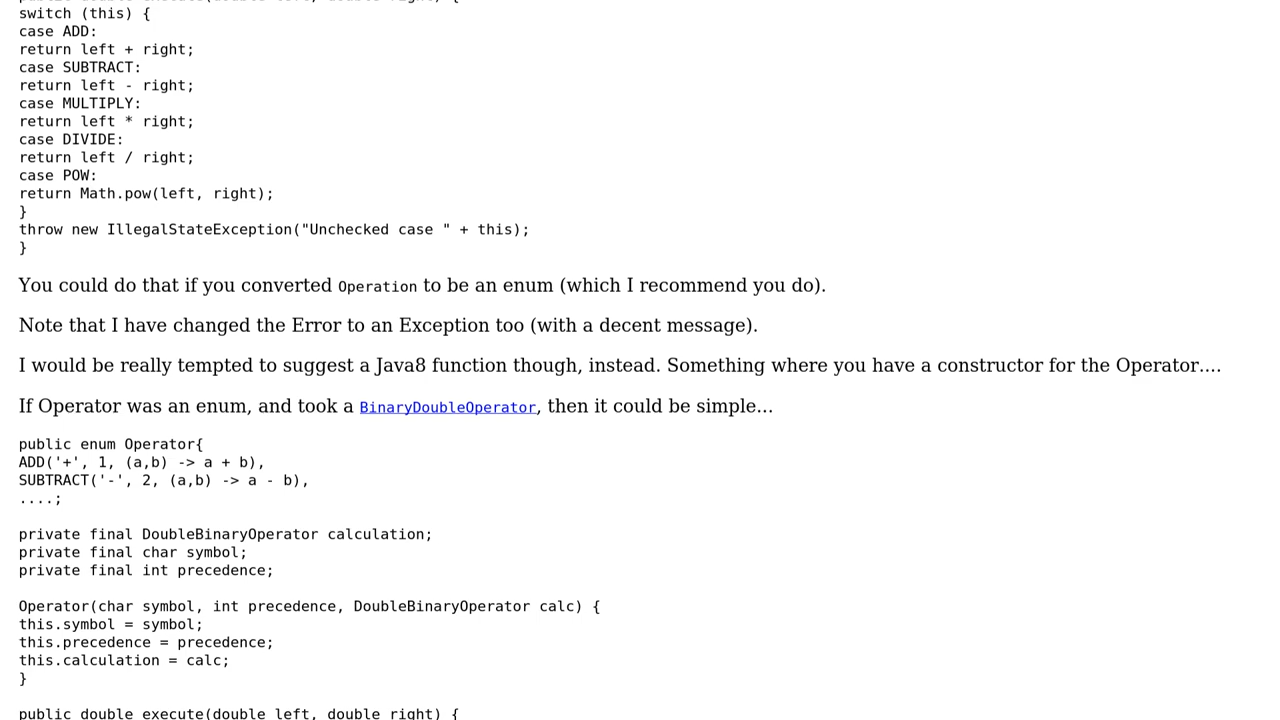 public double execute(double left, double right) {
switch (this) {
case ADD:
return left + right;
case SUBTRACT:
return left - right;
case MULTIPLY:
return left * right;
case DIVIDE:
return left / right;
case POW:
return Math.pow(left, right);
}
throw new IllegalStateException("Unchecked case " + this);
}
You could do that if you converted Operation to be an enum (which I recommend you do).
Note that I have changed the Error to an Exception too (with a decent message).
I would be really tempted to suggest a Java8 function though, instead. Something where you have a constructor for the Operator....
If Operator was an enum, and took a BinaryDoubleOperator, then it could be simple...
public enum Operator{
ADD('+', 1, (a,b) -> a + b),
SUBTRACT('-', 2, (a,b) -> a - b),
....;
private final DoubleBinaryOperator calculation;
private final char symbol;
private final int precedence;
Operator(char symbol, int precedence, DoubleBinaryOperator calc) {
this.symbol = symbol;
this.precedence = precedence;
this.calculation = calc;
}
public double execute(double left, double right) {